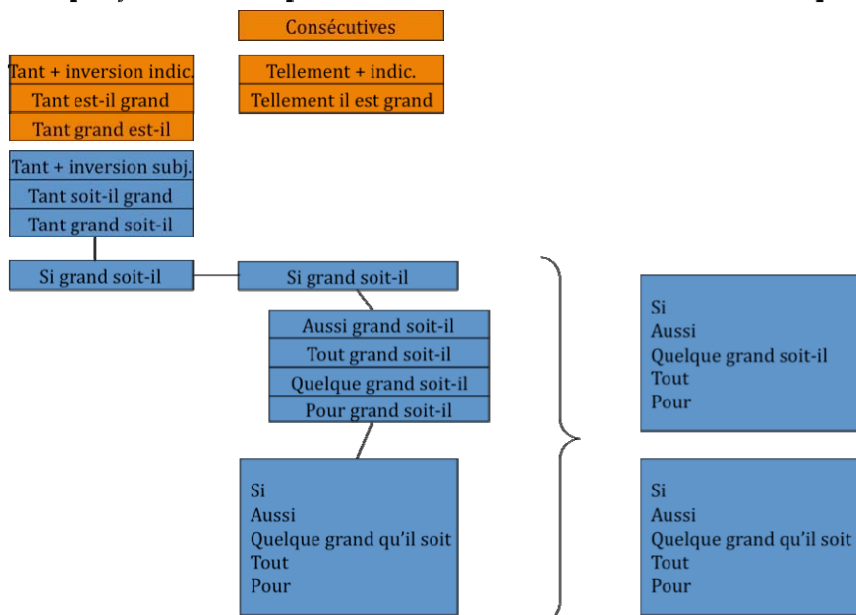 Consécutives
Tant + inversion indic.
Tant est-il grand
Tant grand est-il
Tellement + indic.
Tellement il est grand
Tant + inversion subj.
Tant soit-il grand
Tant grand soit-il
Si grand soit-il
Si grand soit-il
Aussi grand soit-il
Tout grand soit-il
Quelque grand soit-il
Pour grand soit-il
Si
Aussi
Quelque grand qu'il soit
Tout
Pour
Si
Aussi
Quelque grand soit-il
Tout
Pour
Si
Aussi
Quelque grand qu'il soit
Tout
Pour